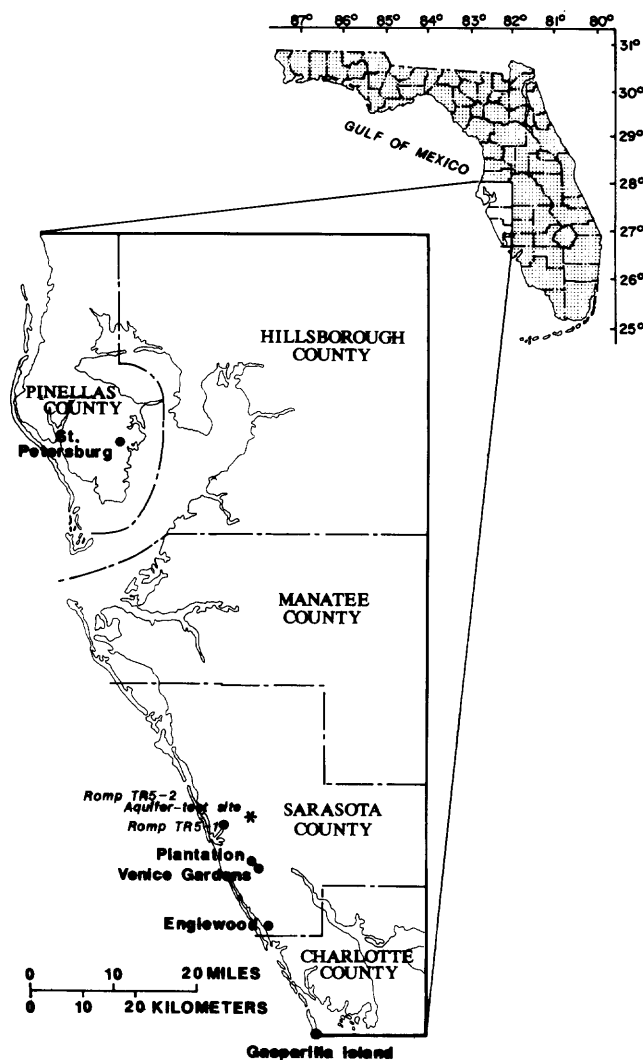 87° 86° 85° 84° 83° 82° 81° 80°
31°
30°
29°
28°
27°
26°
25°
GULF OF MEXICO
HILLSBOROUGH
COUNTY
PINELLAS
COUNTY
St.
Petersburg
MANATEE
COUNTY
Romp TR5-2
Aquifer-test site
Romp TR5-1
SARASOTA
COUNTY
Plantation
Venice Gardens
Englewood
CHARLOTTE
COUNTY
0 10 20 MILES
0 10 20 KILOMETERS
Gasparilla Island